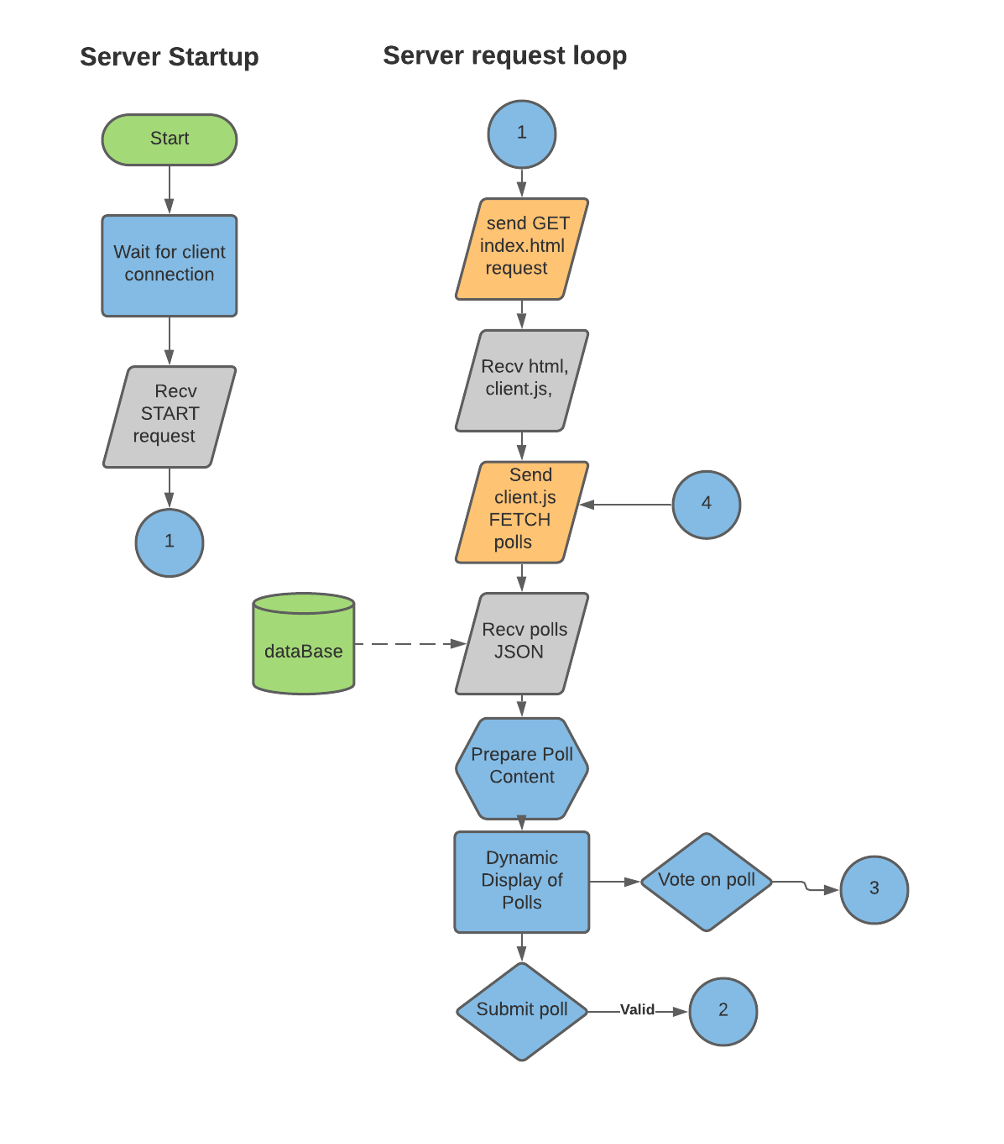 Server Startup
Start
Wait for client
connection
Recv
START
request
1
Server request loop
1
send GET
index.html
request
Recv html,
client.js,
Send
client.js
FETCH
polls
4
dataBase
Recv polls
JSON
Prepare Poll
Content
Dynamic
Display of
Polls
Vote on poll
3
Submit poll
Valid
2